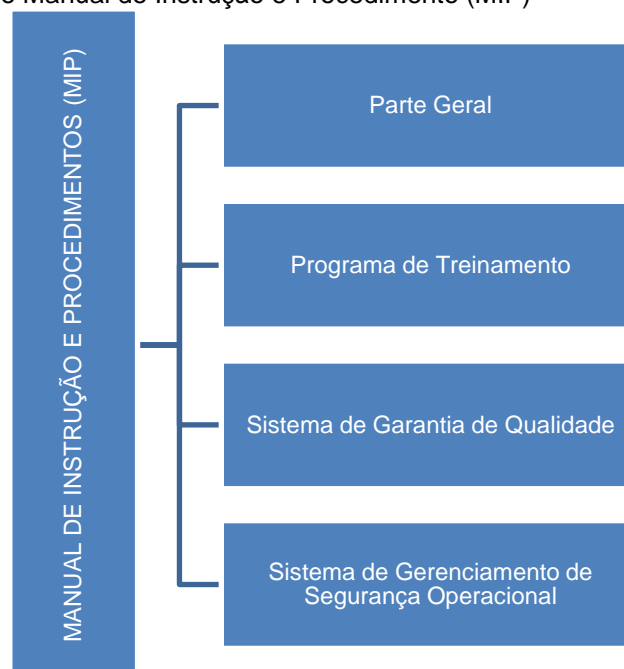 Manual de Instrução e Procedimento (MIP)
MANUAL DE INSTRUÇÃO E PROCEDIMENTOS (MIP)
Parte Geral
Programa de Treinamento
Sistema de Garantia de Qualidade
Sistema de Gerenciamento de
Segurança Operacional